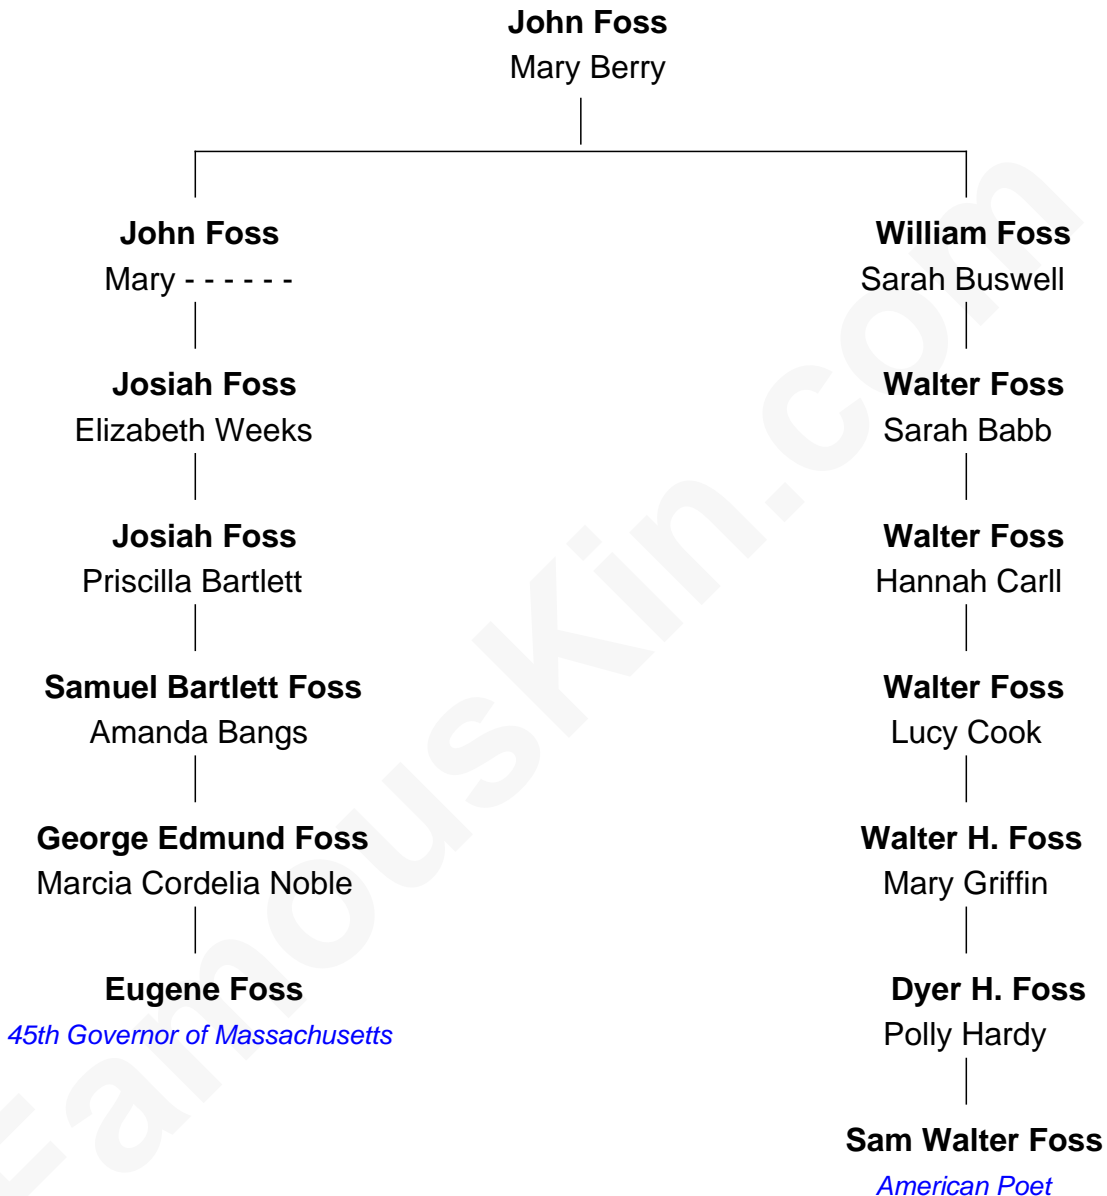 John Foss
Mary Berry
John Foss
Mary - - - - - -
William Foss
Sarah Buswell
Josiah Foss
Elizabeth Weeks
Walter Foss
Sarah Babb
Josiah Foss
Priscilla Bartlett
Walter Foss
Hannah Carll
Samuel Bartlett Foss
Amanda Bangs
Walter Foss
Lucy Cook
George Edmund Foss
Marcia Cordelia Noble
Walter H. Foss
Mary Griffin
Eugene Foss
45th Governor of Massachusetts
Dyer H. Foss
Polly Hardy
Sam Walter Foss
American Poet
FamousKin.com